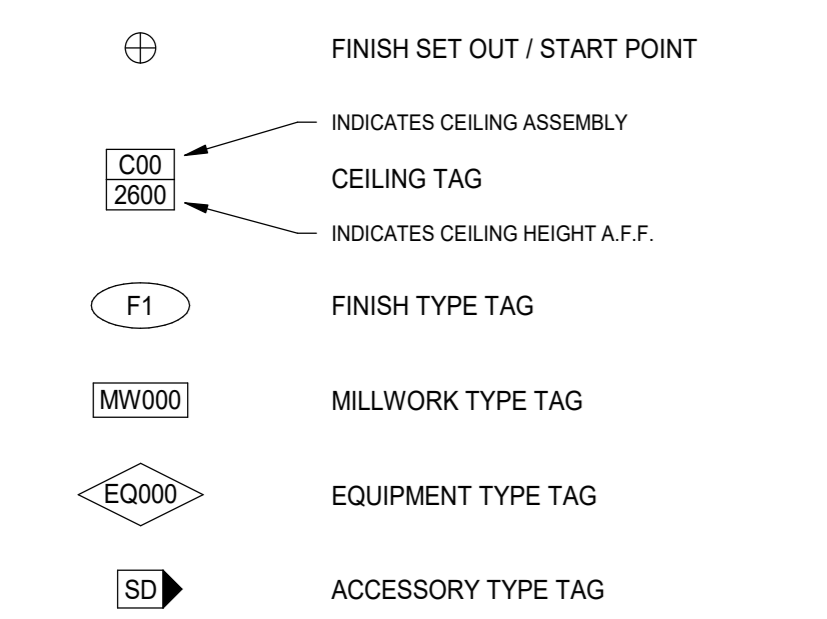 FINISH SET OUT / START POINT
INDICATES CEILING ASSEMBLY
C00
CEILING TAG
2600
INDICATES CEILING HEIGHT A.F.F.
F1 FINISH TYPE TAG
MW000 MILLWORK TYPE TAG
EQ000 EQUIPMENT TYPE TAG
SD ACCESSORY TYPE TAG